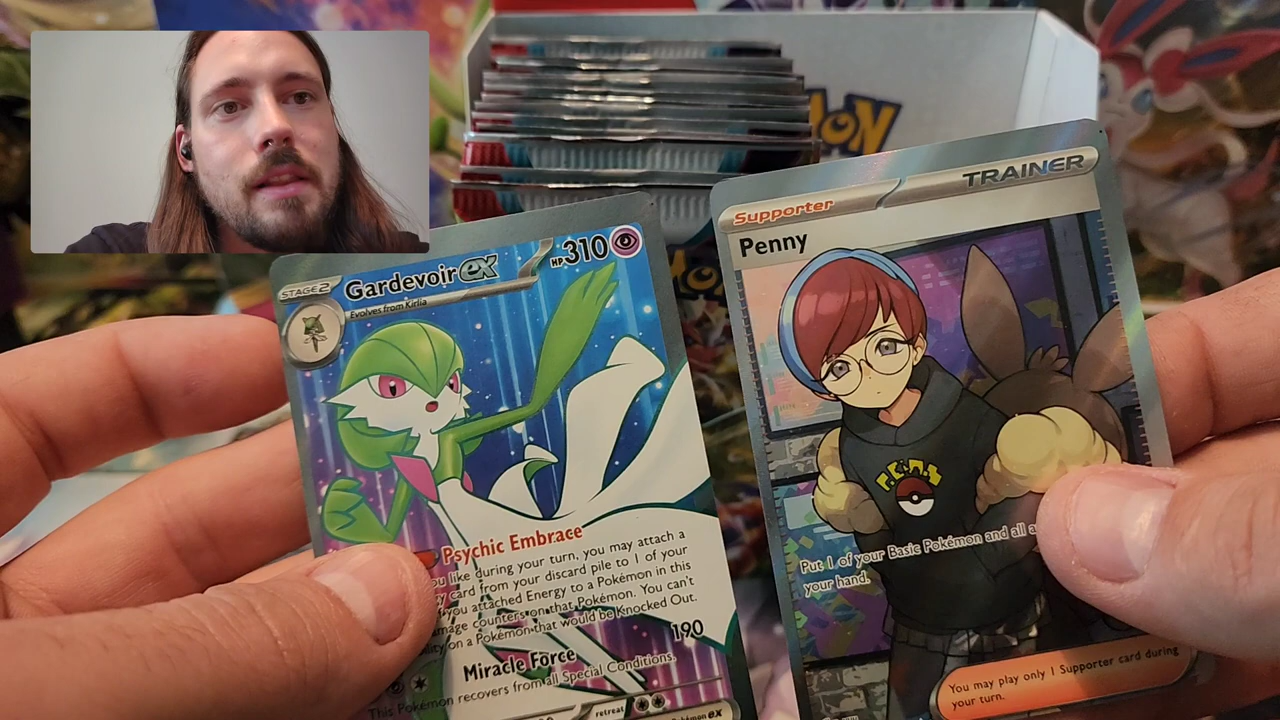 STAGE 2
Gardevoir ex
HP 310
Evolves from Kirlia
Psychic Embrace
you like during your turn, you may attach a
card from your discard pile to 1 of your
you attached Energy to a Pokémon in this
counters on that Pokémon. You can't
on a Pokémon that would be Knocked Out.
Miracle Force
190
This Pokémon recovers from all Special Conditions.
retreat
Pokémon ex
Supporter
TRAINER
Penny
Put 1 of your Basic Pokémon and all
your hand.
You may play only 1 Supporter card during
your turn.